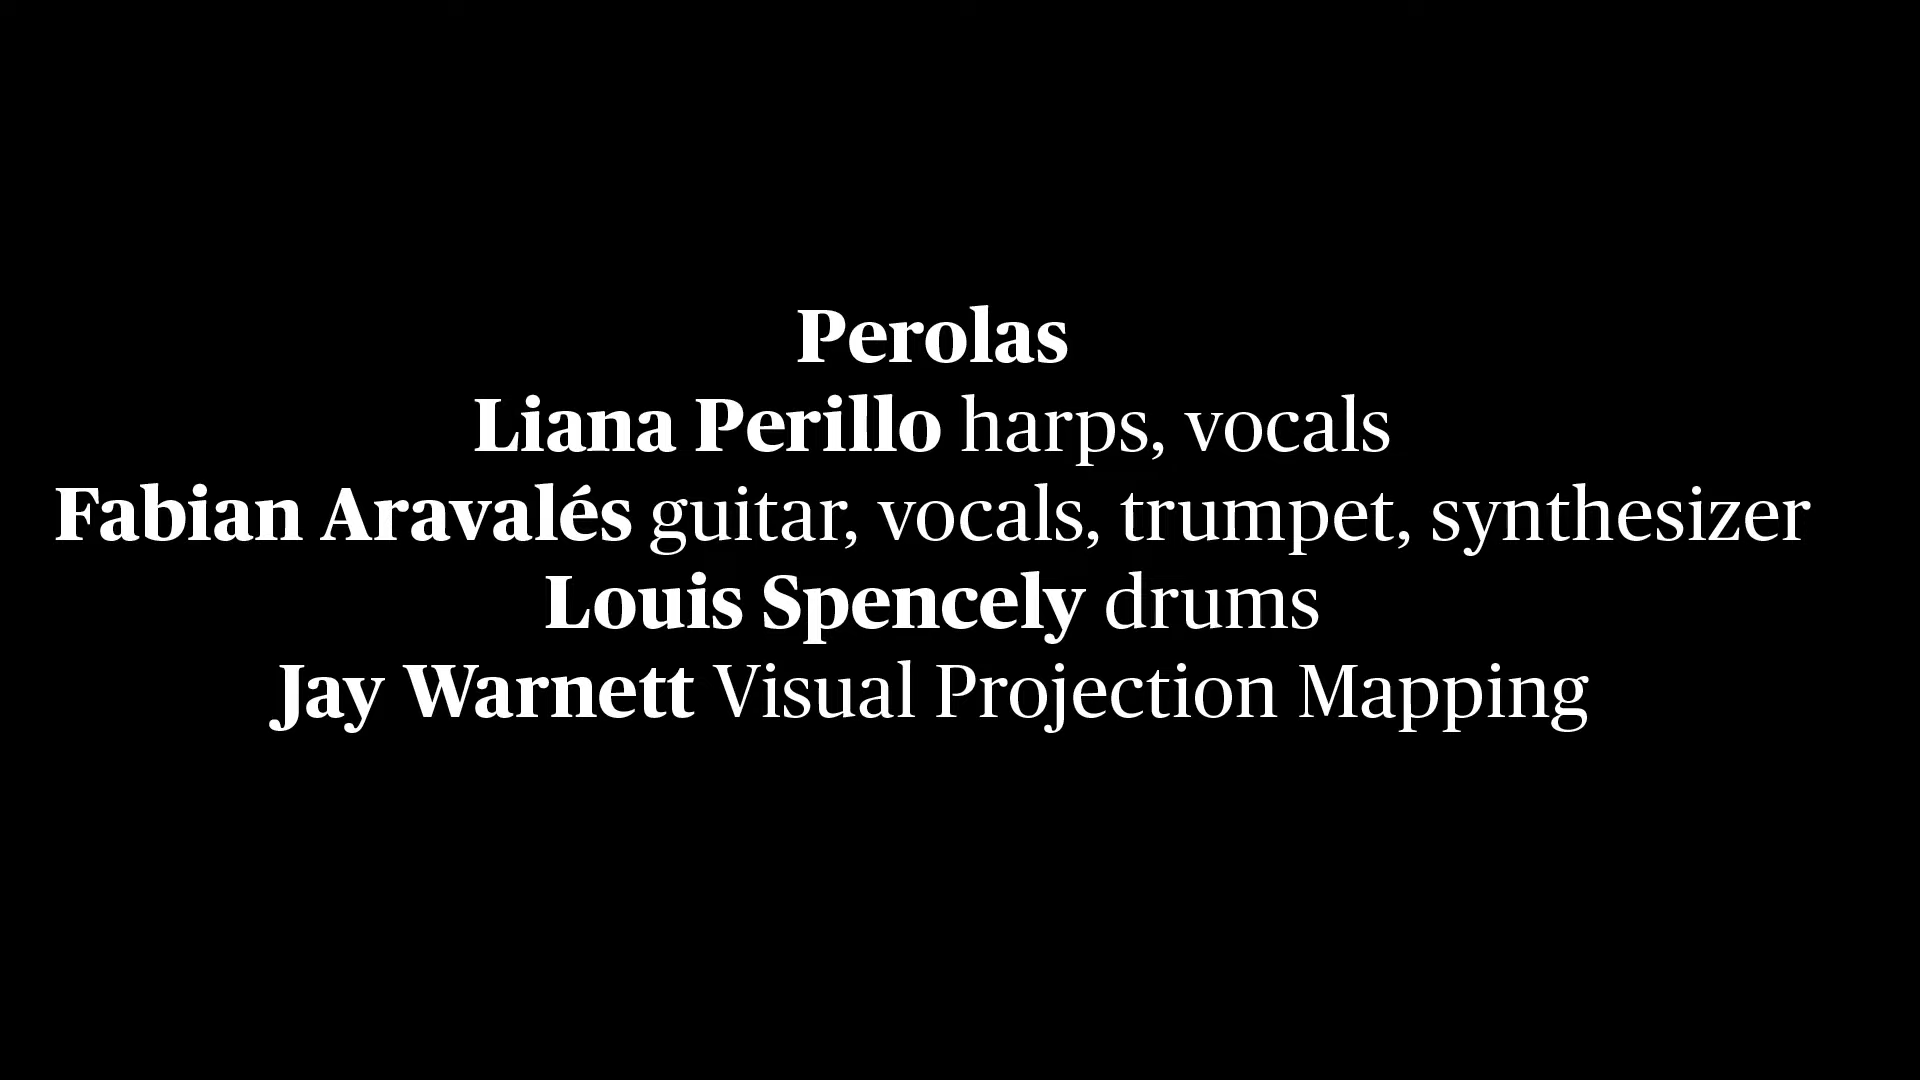 Perolas
Liana Perillo harps, vocals
Fabian Aravalés guitar, vocals, trumpet, synthesizer
Louis Spencely drums
Jay Warnett Visual Projection Mapping